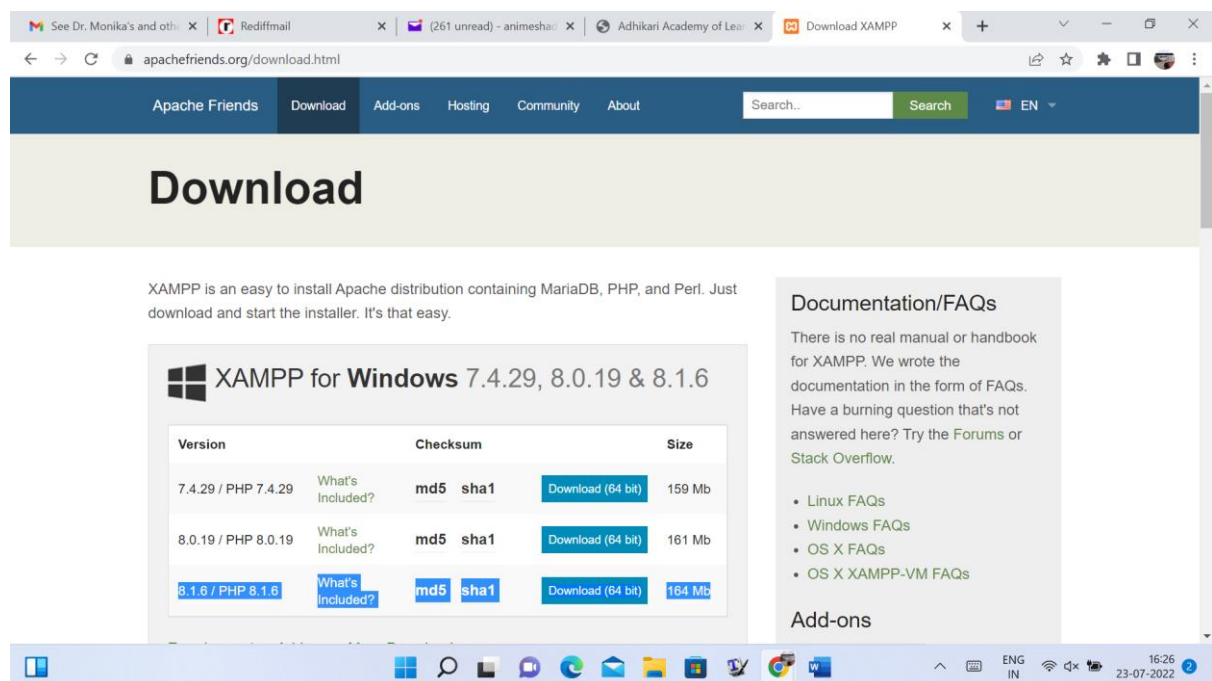 See Dr. Monika's and othe
Rediffmail
(261 unread) - animeshad
Adhikari Academy of Lear
Download XAMPP
apachefriends.org/download.html
Apache Friends Download Add-ons Hosting Community About Search.. Search EN
Download
XAMPP is an easy to install Apache distribution containing MariaDB, PHP, and Perl. Just
download and start the installer. It's that easy.
XAMPP for Windows 7.4.29, 8.0.19 & 8.1.6
Version Checksum Size
7.4.29 / PHP 7.4.29 What's Included? md5 sha1 Download (64 bit) 159 Mb
8.0.19 / PHP 8.0.19 What's Included? md5 sha1 Download (64 bit) 161 Mb
8.1.6 / PHP 8.1.6 What's Included? md5 sha1 Download (64 bit) 164 Mb
Documentation/FAQs
There is no real manual or handbook
for XAMPP. We wrote the
documentation in the form of FAQs.
Have a burning question that's not
answered here? Try the Forums or
Stack Overflow.
• Linux FAQs
• Windows FAQs
• OS X FAQs
• OS X XAMPP-VM FAQs
Add-ons
ENG
IN
16:26
23-07-2022
2